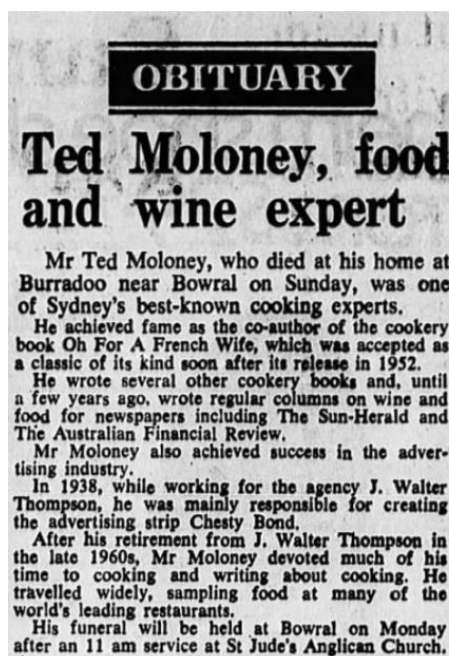 OBITUARY
Ted Moloney, food
and wine expert
Mr Ted Moloney, who died at his home at
Burradoo near Bowral on Sunday, was one
of Sydney's best-known cooking experts.
He achieved fame as the co-author of the cookery
book Oh For A French Wife, which was accepted as
a classic of its kind soon after its release in 1952.
He wrote several other cookery books and, until
a few years ago, wrote regular columns on wine and
food for newspapers including The Sun-Herald and
The Australian Financial Review.
Mr Moloney also achieved success in the adver-
tising industry.
In 1938, while working for the agency J. Walter
Thompson, he was mainly responsible for creating
the advertising strip Chesty Bond.
After his retirement from J. Walter Thompson in
the late 1960s, Mr Moloney devoted much of his
time to cooking and writing about cooking. He
travelled widely, sampling food at many of the
world's leading restaurants.
His funeral will be held at Bowral on Monday
after an 11 am service at St Jude's Anglican Church.